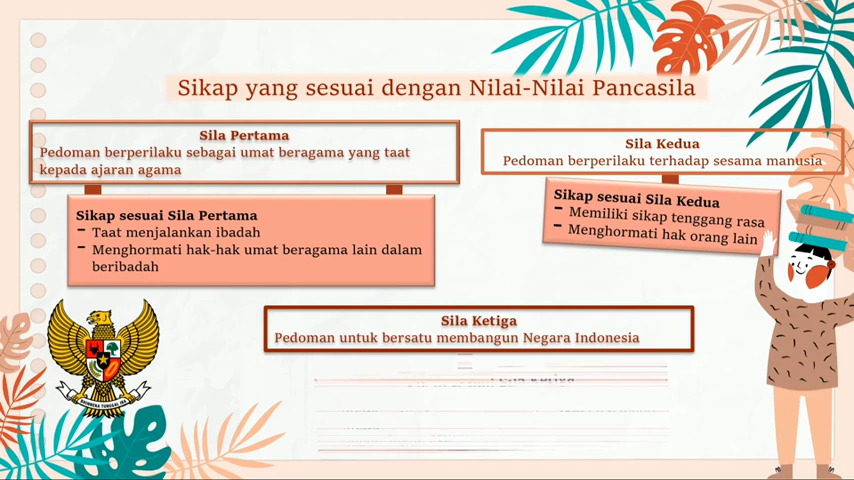 Sikap yang sesuai dengan Nilai-Nilai Pancasila
Sila Pertama
Pedoman berperilaku sebagai umat beragama yang taat
kepada ajaran agama
Sikap sesuai Sila Pertama
- Taat menjalankan ibadah
- Menghormati hak-hak umat beragama lain dalam
beribadah
Sila Kedua
Pedoman berperilaku terhadap sesama manusia
Sikap sesuai Sila Kedua
- Memiliki sikap tenggang rasa
- Menghormati hak orang lain
Sila Ketiga
Pedoman untuk bersatu membangun Negara Indonesia
BHINNEKA TUNGGAL IKA